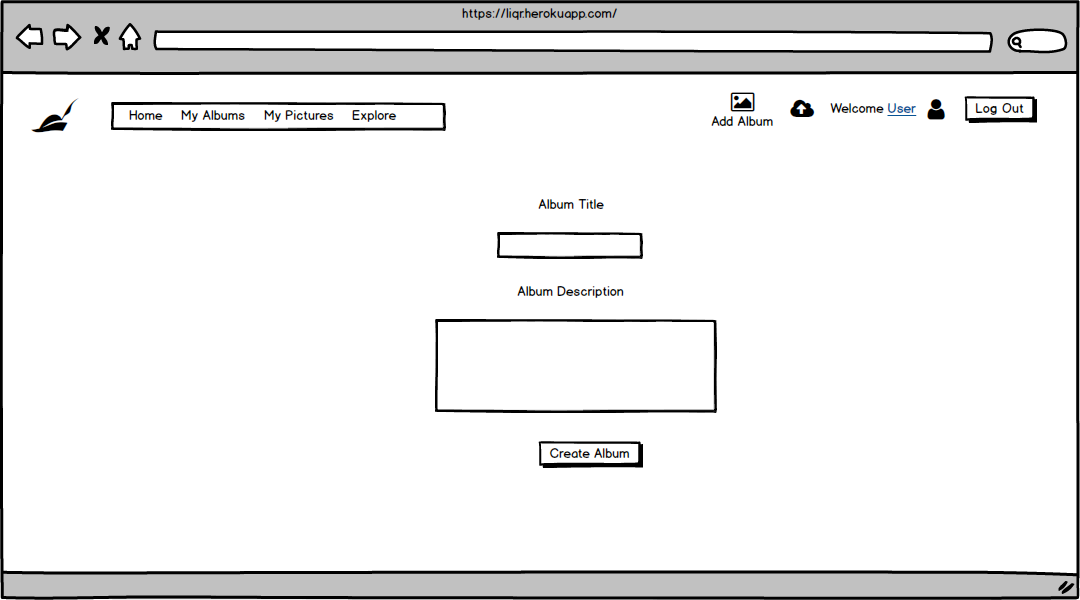 https://liqr.herokuapp.com/
Home My Albums My Pictures Explore
Add Album
Welcome User
Log Out
Album Title
Album Description
Create Album